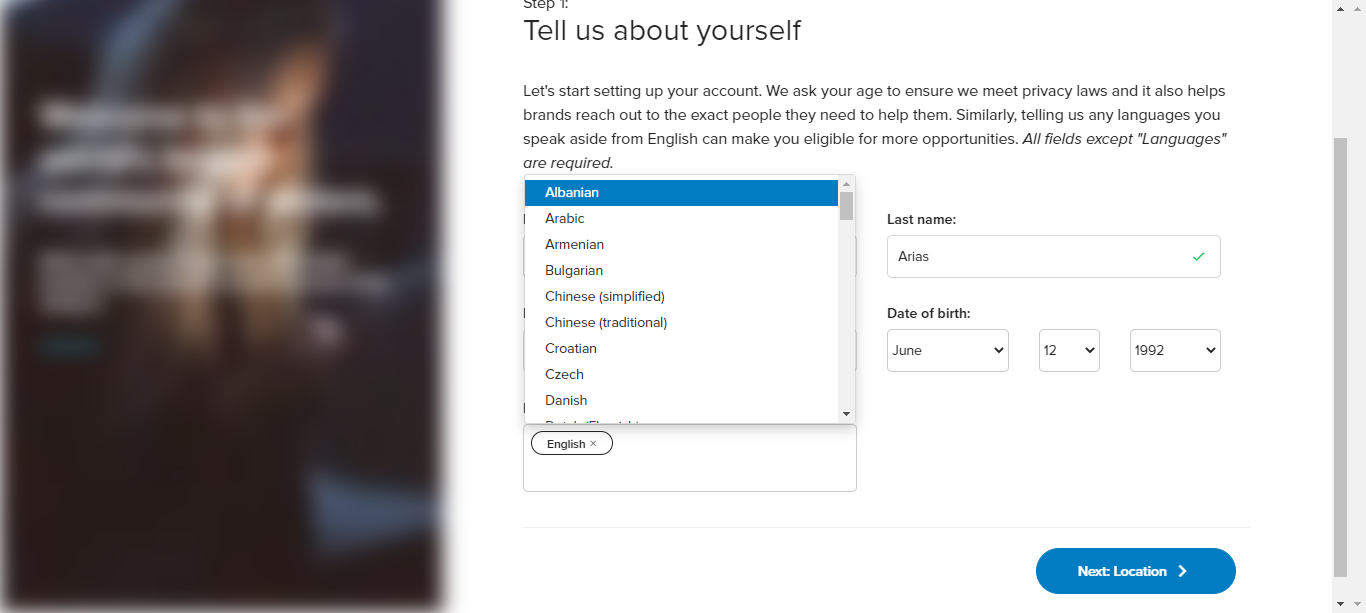 Step 1:
Tell us about yourself
Let's start setting up your account. We ask your age to ensure we meet privacy laws and it also helps
brands reach out to the exact people they need to help them. Similarly, telling us any languages you
speak aside from English can make you eligible for more opportunities. All fields except "Languages"
are required.
Albanian
Arabic
Armenian
Bulgarian
Chinese (simplified)
Chinese (traditional)
Croatian
Czech
Danish
Last name:
Arias
Date of birth:
June 12 1992
English ×
Next: Location